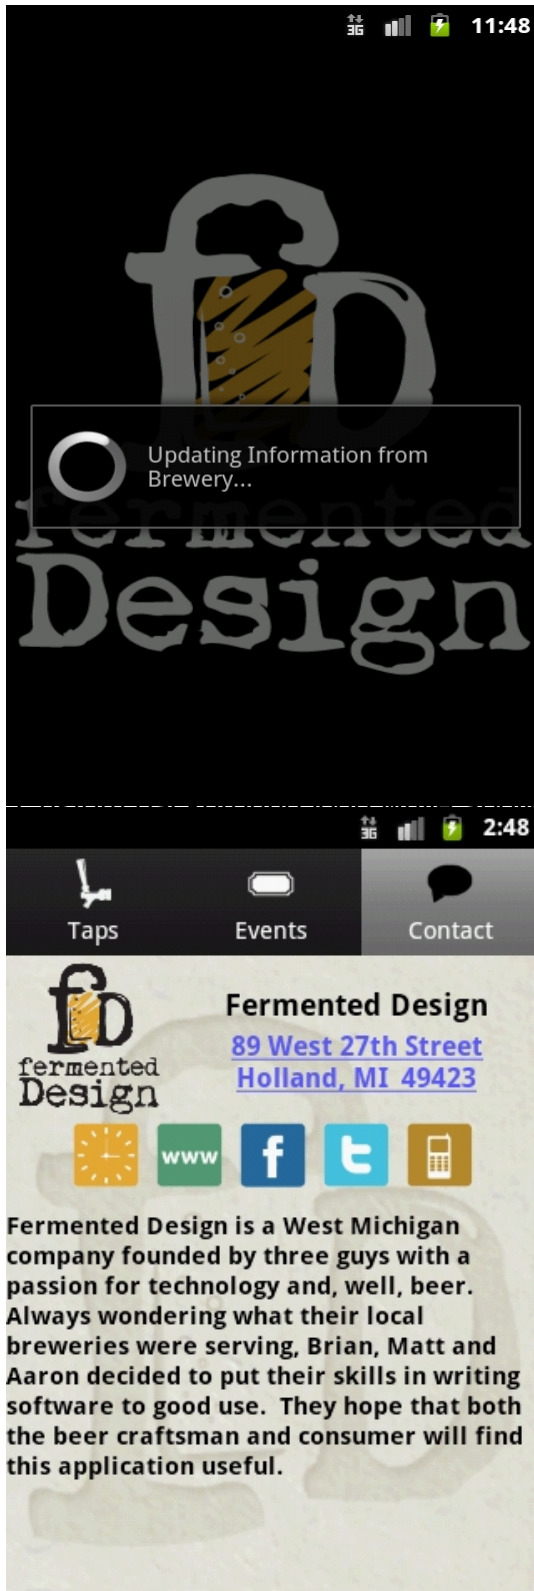 3G 11:48
Updating Information from
Brewery...
fermented
Design
3G 2:48
Taps Events Contact
fermented
Design
Fermented Design
89 West 27th Street
Holland, MI  49423
www f t
Fermented Design is a West Michigan
company founded by three guys with a
passion for technology and, well, beer.
Always wondering what their local
breweries were serving, Brian, Matt and
Aaron decided to put their skills in writing
software to good use.  They hope that both
the beer craftsman and consumer will find
this application useful.